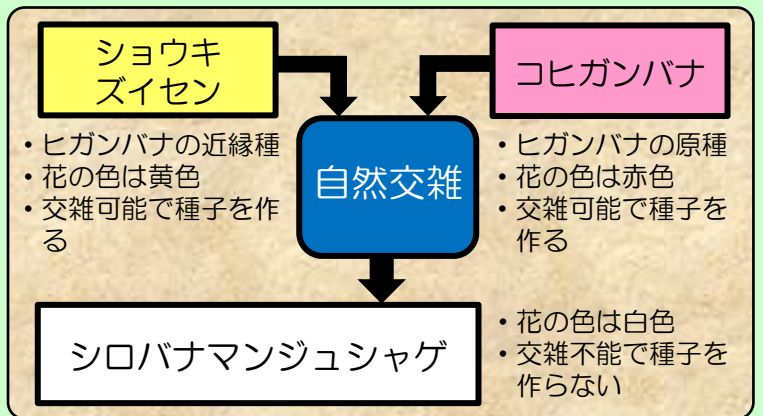 ショウキ
ズイセン
コヒガンバナ
・ヒガンバナの近縁種
・花の色は黄色
・交雑可能で種子を作
る
自然交雑
・ヒガンバナの原種
・花の色は赤色
・交雑可能で種子を
作る
シロバナマンジュシャゲ
・花の色は白色
・交雑不能で種子を
作らない